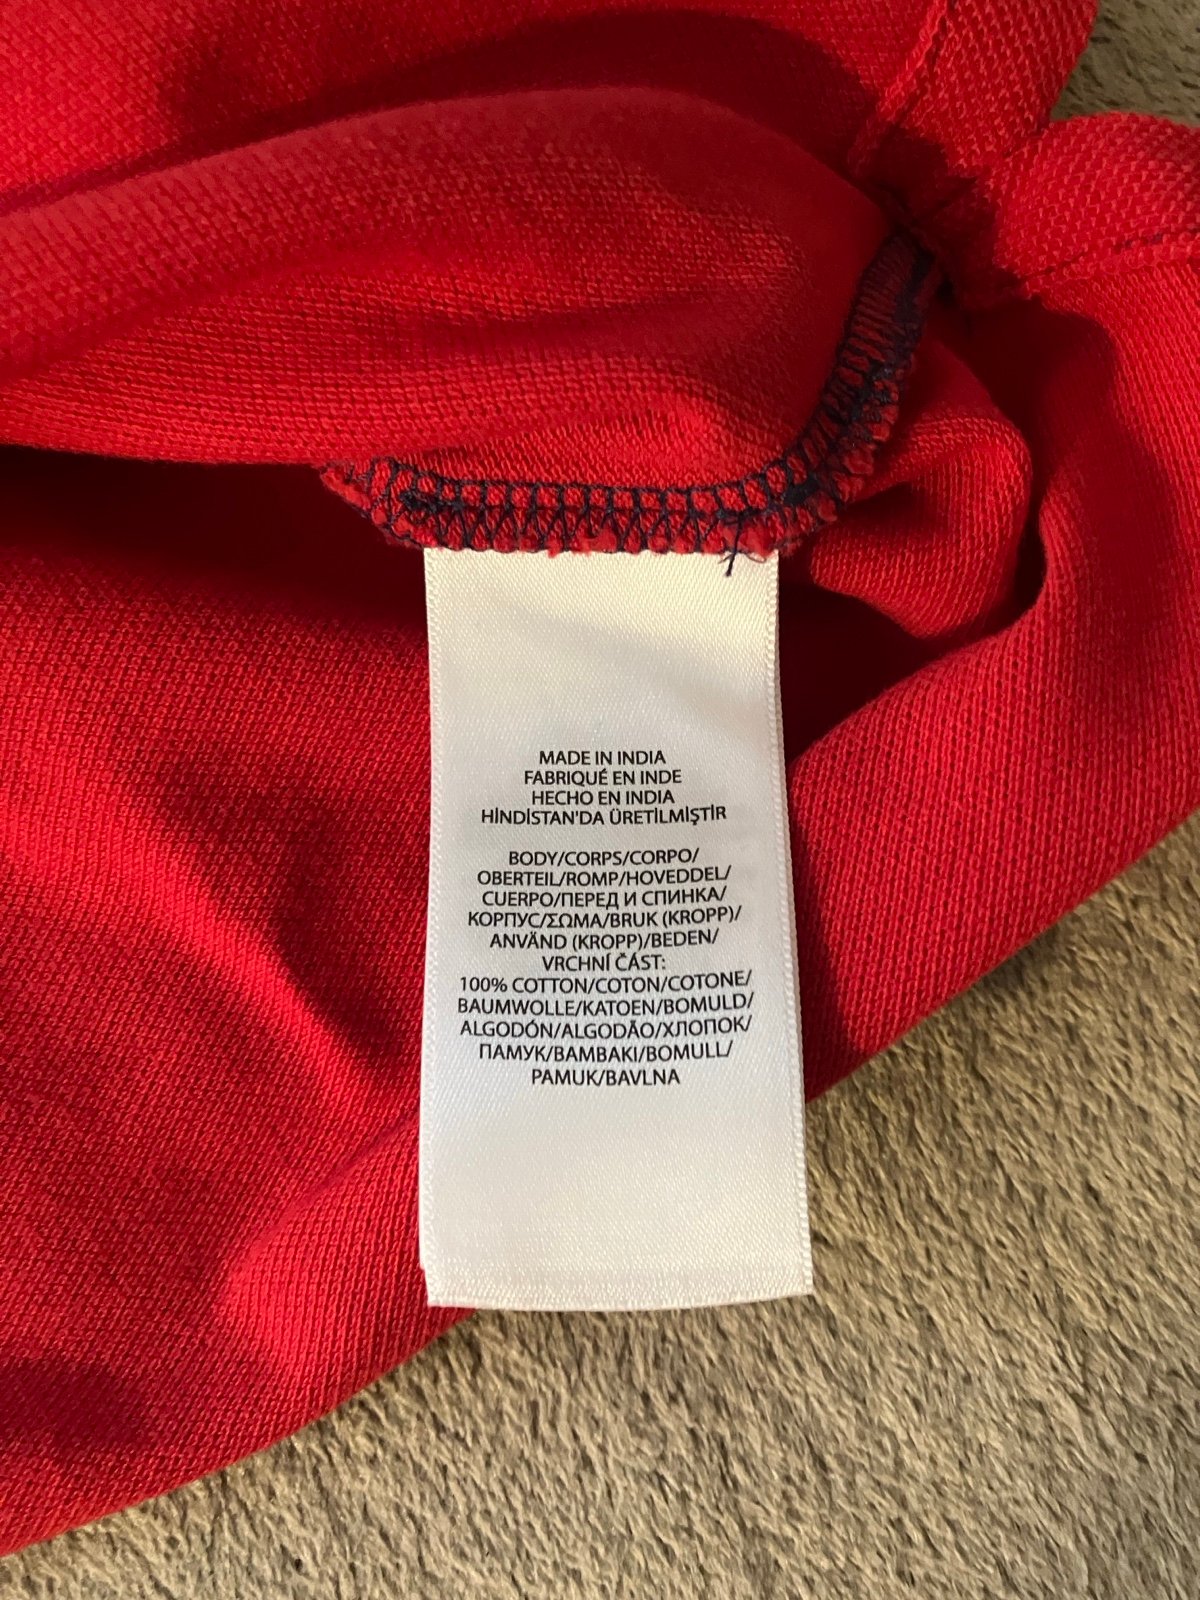 MADE IN INDIA
FABRIQUÉ EN INDE
HECHO EN INDIA
HİNDİSTAN'DA ÜRETİLMİŞTİR
BODY/CORPS/CORPO/
OBERTEIL/ROMP/HOVEDDEL/
CUERPO/ПЕРЕД И СПИНКА/
КОРПУС/ΣΩΜΑ/BRUK (KROPP)/
ANVÄND (KROPP)/BEDEN/
VRCHNÍ ČÁST:
100% COTTON/COTON/COTONE/
BAUMWOLLE/KATOEN/BOMULD/
ALGODÓN/ALGODÃO/ХЛОПОК/
ПАМУК/ΒΑΜΒΑΚΙ/BOMULL/
PAMUK/BAVLNA